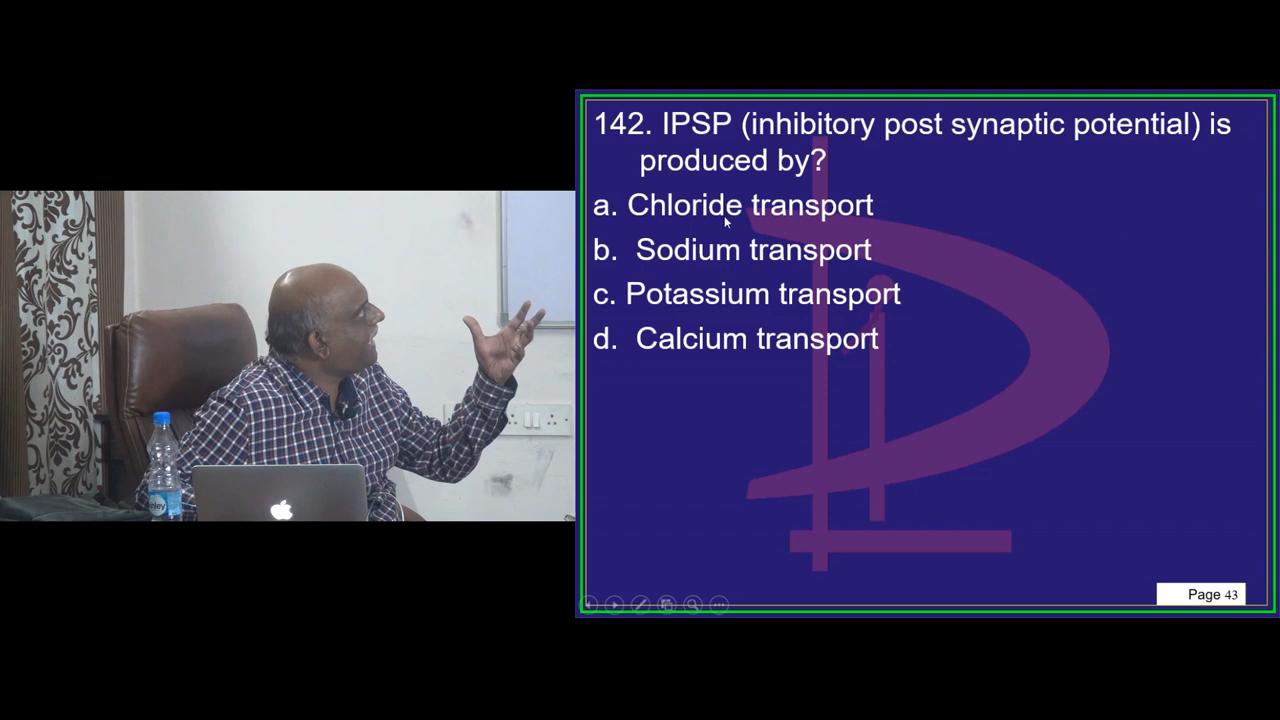 142. IPSP (inhibitory post synaptic potential) is
produced by?
a. Chloride transport
b. Sodium transport
c. Potassium transport
d. Calcium transport
Page 43